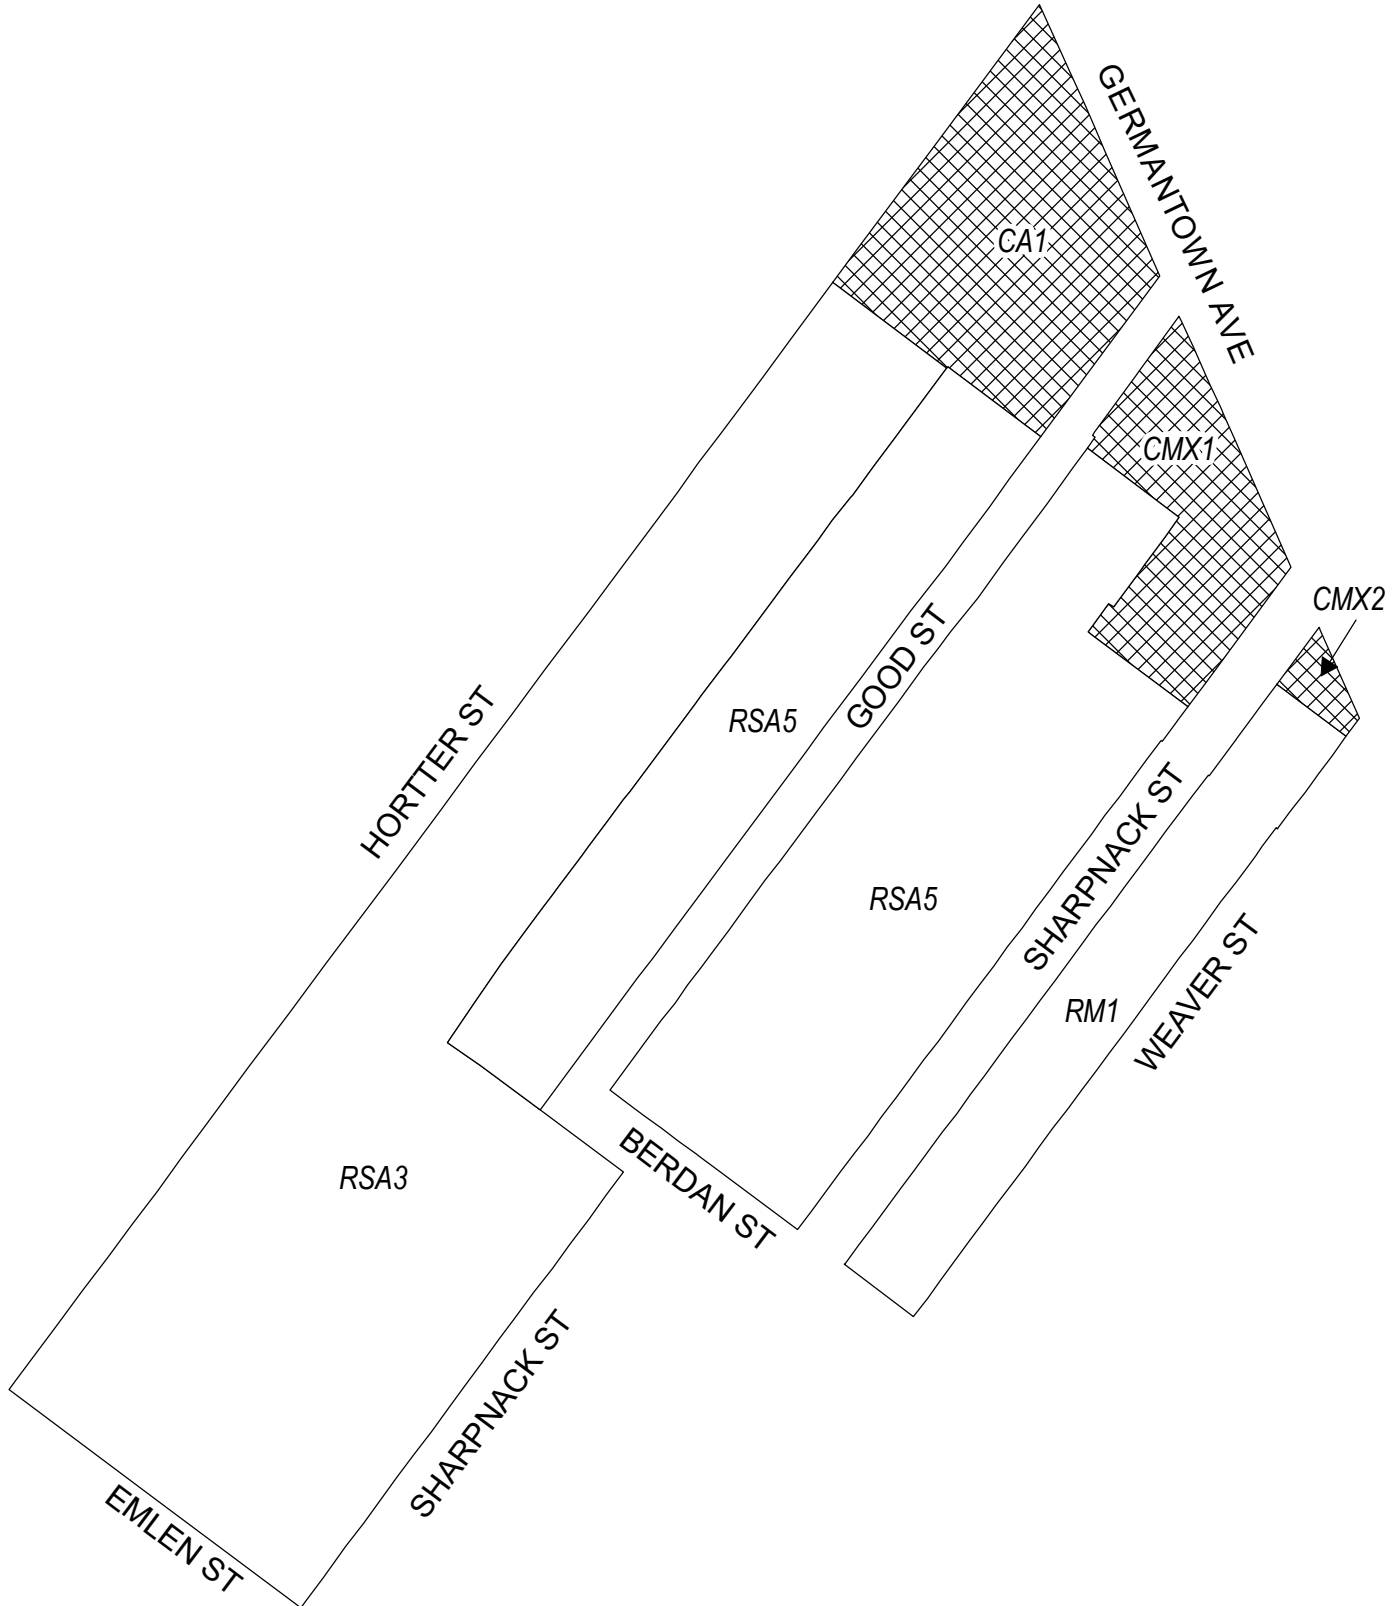 GERMANTOWN AVE
CA1
CMX1
CMX2
GOOD ST
HORTTER ST
RSA5
SHARPNACK ST
RSA5
WEAVER ST
RM1
BERDAN ST
RSA3
SHARPNACK ST
EMLEN ST